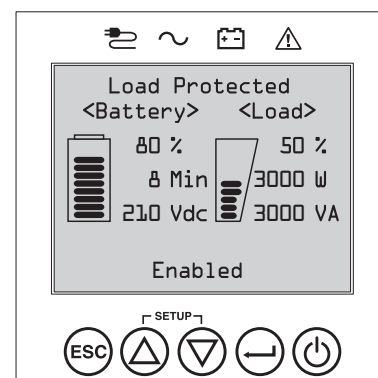 Load Protected
<Battery> <Load>
80 % 50 %
8 Min 3000 W
210 Vdc 3000 VA
Enabled
SETUP
ESC